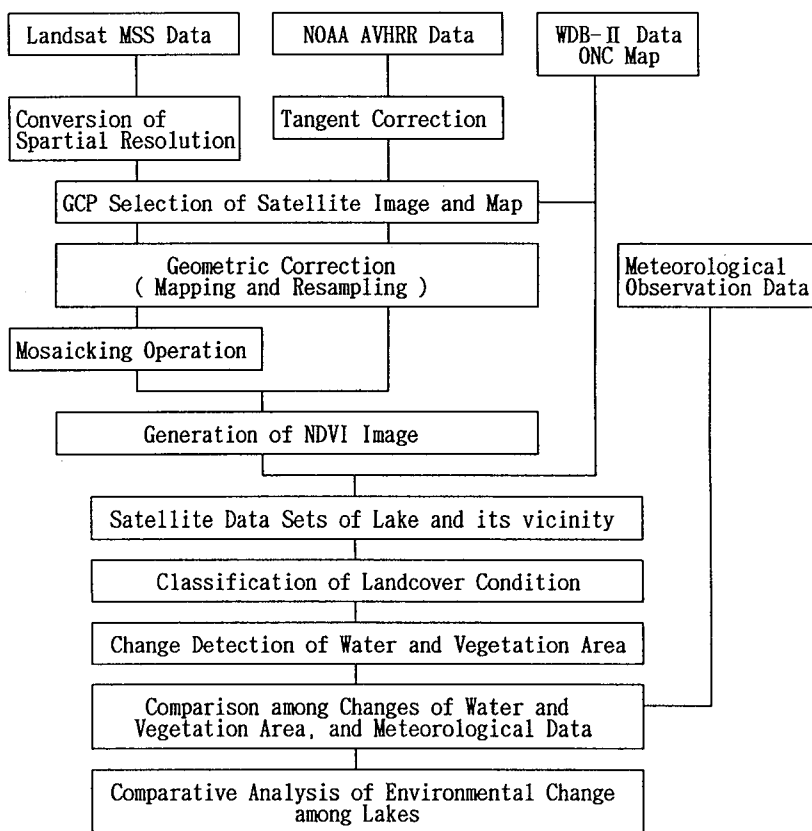 Landsat MSS Data
NOAA AVHRR Data
WDB-Ⅱ Data
ONC Map
Conversion of
Spartial Resolution
Tangent Correction
GCP Selection of Satellite Image and Map
Geometric Correction
( Mapping and Resampling )
Meteorological
Observation Data
Mosaicking Operation
Generation of NDVI Image
Satellite Data Sets of Lake and its vicinity
Classification of Landcover Condition
Change Detection of Water and Vegetation Area
Comparison among Changes of Water and
Vegetation Area, and Meteorological Data
Comparative Analysis of Environmental Change
among Lakes